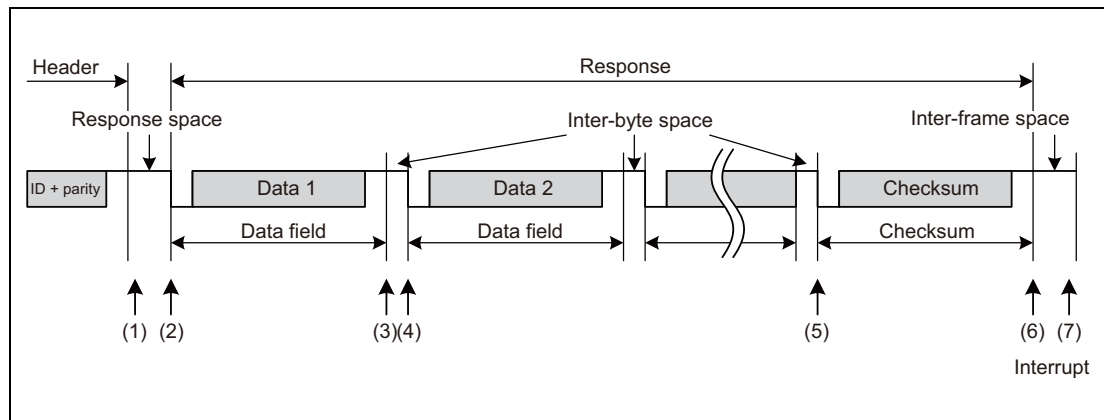 Header
Response
Response space
Inter-byte space
Inter-frame space
ID + parity
Data 1
Data 2
Checksum
Data field
Data field
Checksum
(1)
(2)
(3)
(4)
(5)
(6)
(7)
Interrupt